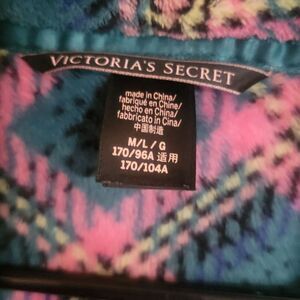 VICTORIA'S SECRET
made in China/
fabriqué en Chine/
hecho en China/
fabbricato in Cina/
中国制造
M/L/G
170/96A 适用
170/104A